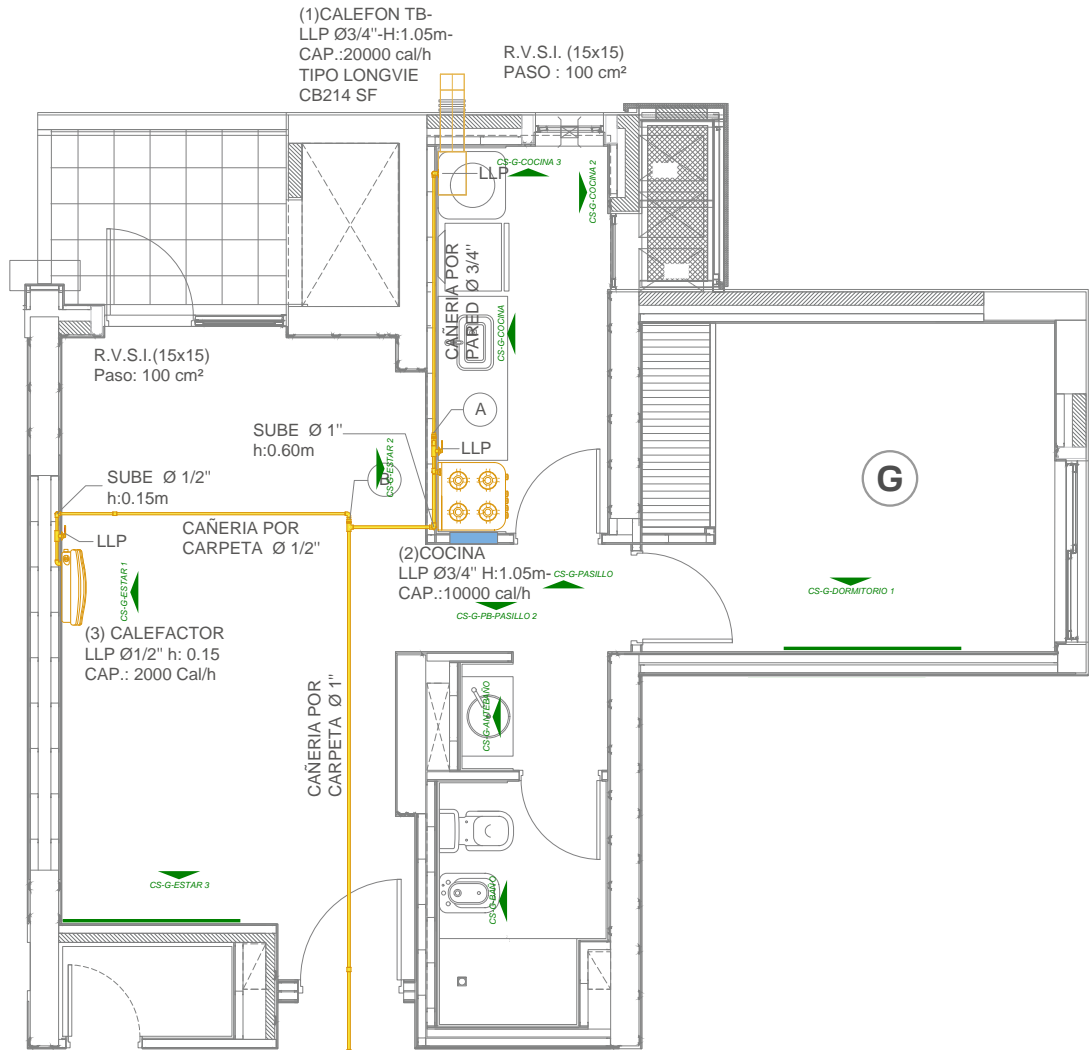 (1)CALEFON TB-
LLP Ø3/4"-H:1.05m-
CAP.:20000 cal/h
TIPO LONGVIE
CB214 SF
R.V.S.I. (15x15)
PASO : 100 cm²
LLP
CS-G-COCINA 3
CS-G-COCINA 2
CAÑERIA POR
PARED Ø 3/4"
CS-G-COCINA
R.V.S.I.(15x15)
Paso: 100 cm²
A
SUBE Ø 1"
h:0.60m
LLP
CS-G-ESTAR 2
B
G
SUBE Ø 1/2"
h:0.15m
LLP
CAÑERIA POR
CARPETA Ø 1/2"
(2)COCINA
LLP Ø3/4" H:1.05m-
CAP.:10000 cal/h
CS-G-PASILLO
CS-G-PB-PASILLO 2
CS-G-DORMITORIO 1
CS-G-ESTAR 1
(3) CALEFACTOR
LLP Ø1/2" h: 0.15
CAP.: 2000 Cal/h
CAÑERIA POR
CARPETA Ø 1"
CS-G-ANTEBAÑO
CS-G-ESTAR 3
CS-G-BAÑO